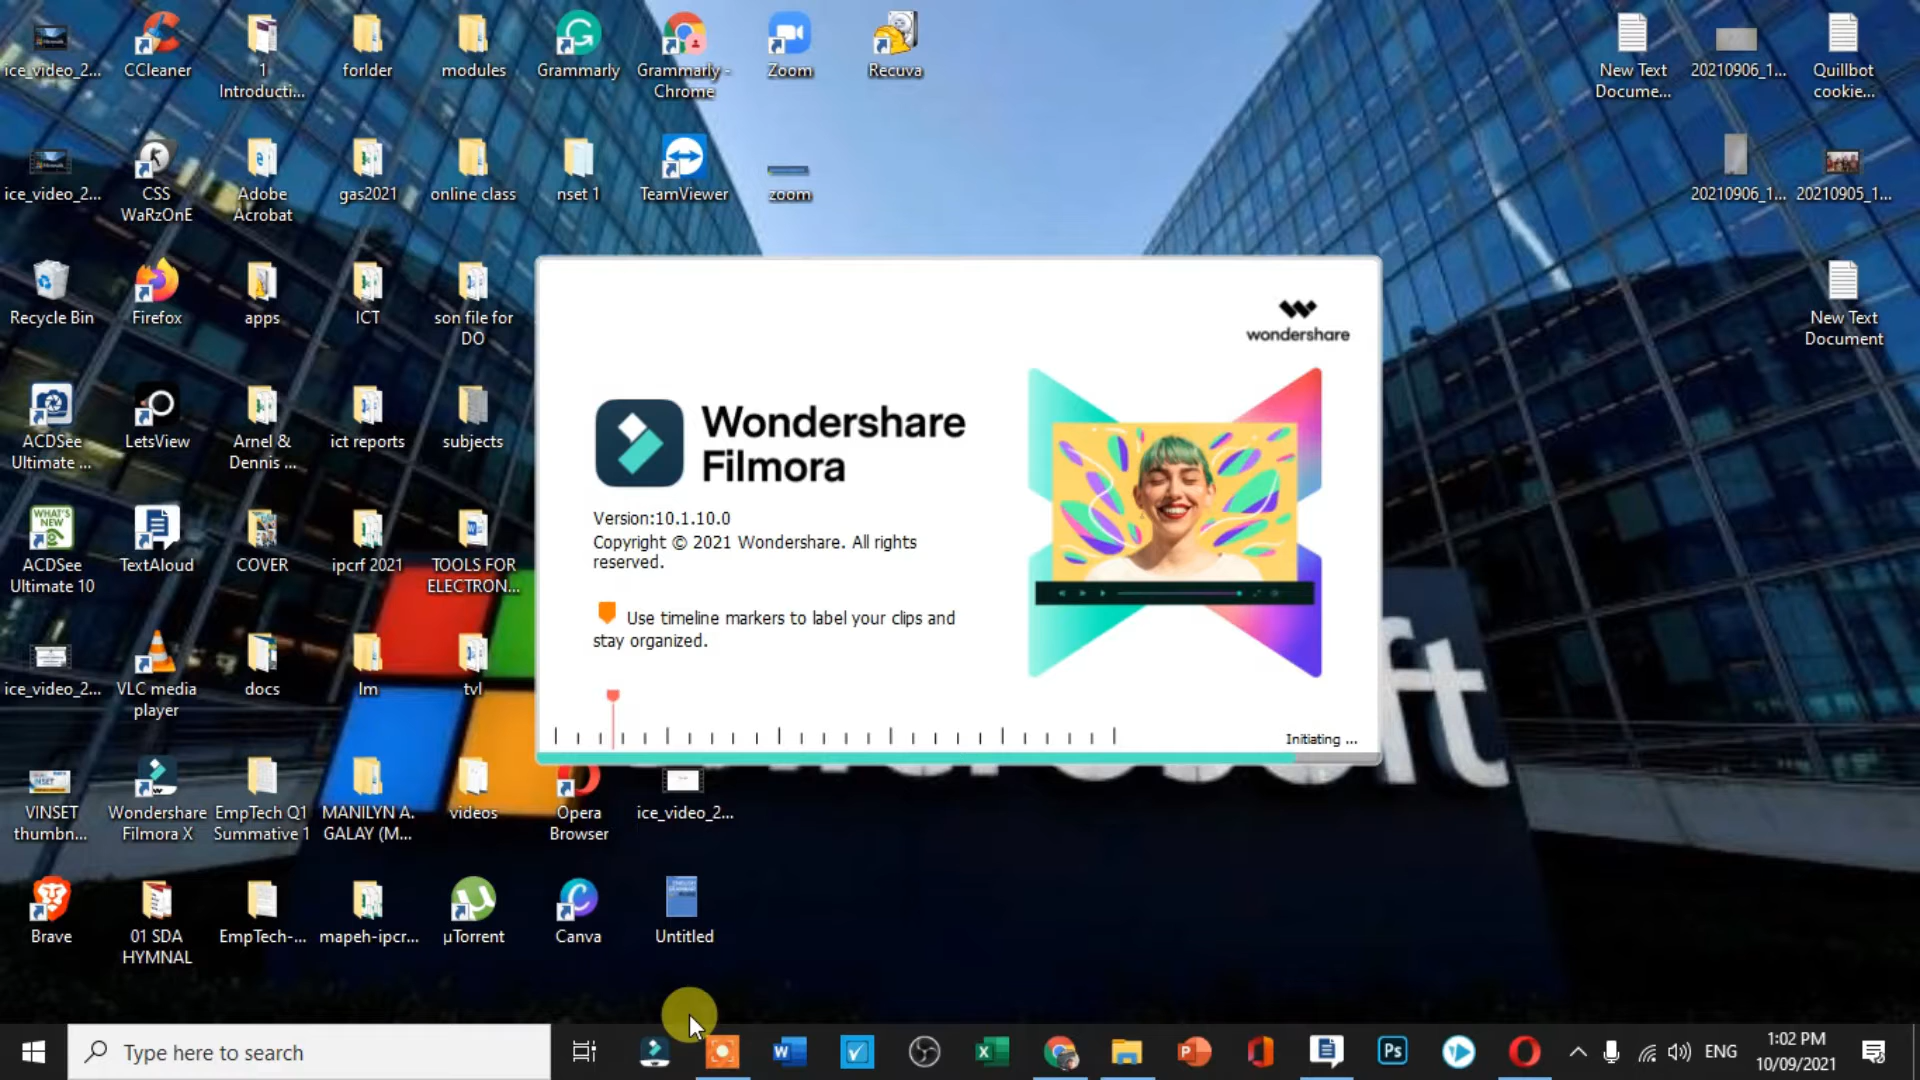 ice_video_2...
CCleaner
1
Introducti...
forlder
modules
Grammarly
Grammarly -
Chrome
Zoom
Recuva
New Text
Docume...
20210906_1...
Quillbot
cookie...
ice_video_2...
CSS
WaRzOnE
Adobe
Acrobat
gas2021
online class
nset 1
TeamViewer
zoom
20210906_1...
20210905_1...
Recycle Bin
Firefox
apps
ICT
son file for
DO
New Text
Document
wondershare
Wondershare
Filmora
Version:10.1.10.0
Copyright © 2021 Wondershare. All rights
reserved.
Use timeline markers to label your clips and
stay organized.
Initiating ...
ACDSee
Ultimate ...
LetsView
Arnel &
Dennis ...
ict reports
subjects
WHAT'S
NEW
ACDSee
Ultimate 10
TextAloud
COVER
ipcrf 2021
TOOLS FOR
ELECTRON...
ice_video_2...
VLC media
player
docs
lm
tvl
Microsoft
VINSET
thumbn...
Wondershare
Filmora X
EmpTech Q1
Summative 1
MANILYN A.
GALAY (M...
videos
Opera
Browser
ice_video_2...
Brave
01 SDA
HYMNAL
EmpTech-...
mapeh-ipcr...
µTorrent
Canva
Untitled
Type here to search
Ps
ENG
1:02 PM
10/09/2021